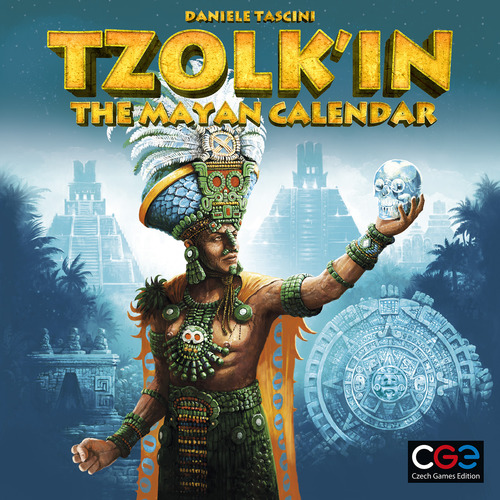 DANIELE TASCINI
TZOLK'IN
THE MAYAN CALENDAR
CGE
Czech Games Edition